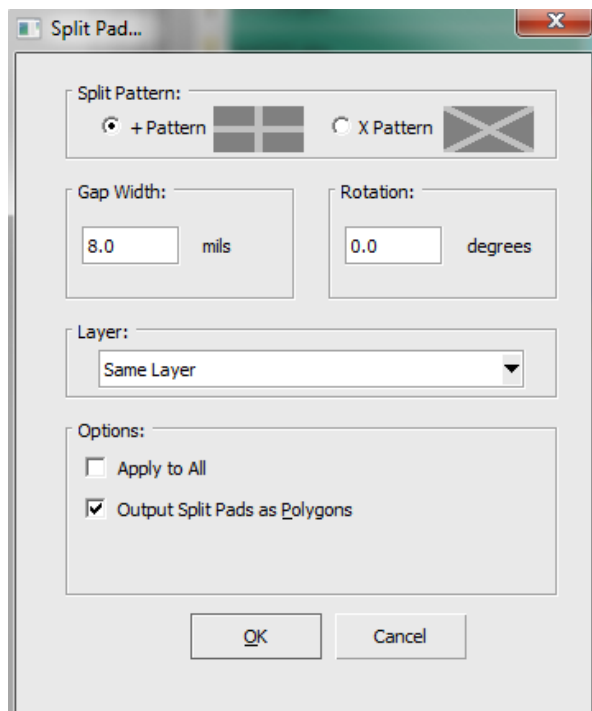 Split Pad...
Split Pattern:
+ Pattern X Pattern
Gap Width: Rotation:
8.0 mils 0.0 degrees
Layer:
Same Layer
Options:
Apply to All
Output Split Pads as Polygons
OK Cancel